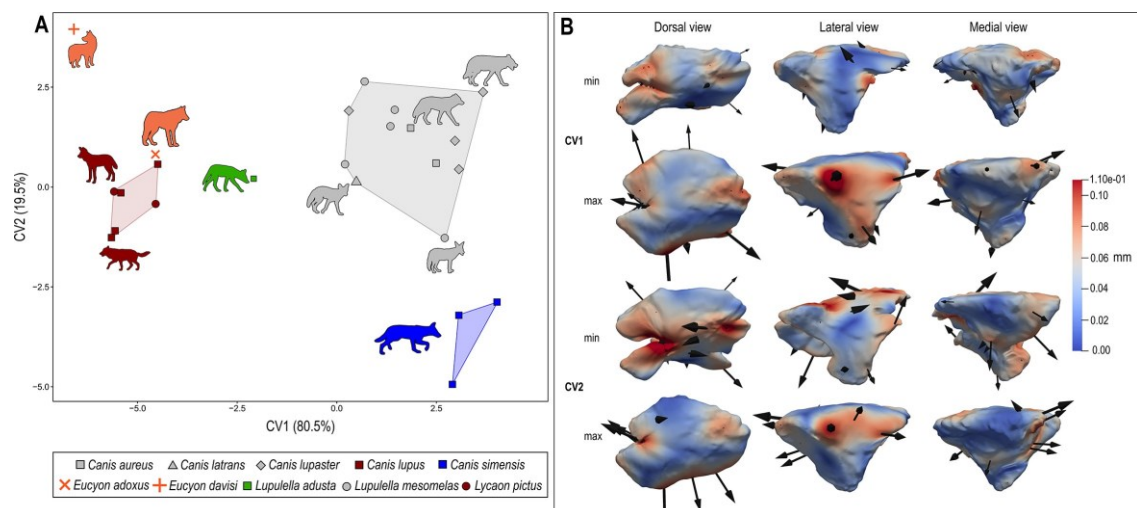 A
CV2 (19.5%)
2.5
0.0
−2.5
−5.0
−5.0
−2.5
0.0
2.5
CV1 (80.5%)
Canis aureus Canis latrans Canis lupaster Canis lupus Canis simensis
Eucyon adoxus Eucyon davisi Lupulella adusta Lupulella mesomelas Lycaon pictus
B
Dorsal view Lateral view Medial view
min
CV1
max
min
CV2
max
1.10e-01
0.10
0.08
0.06 mm
0.04
0.02
0.00